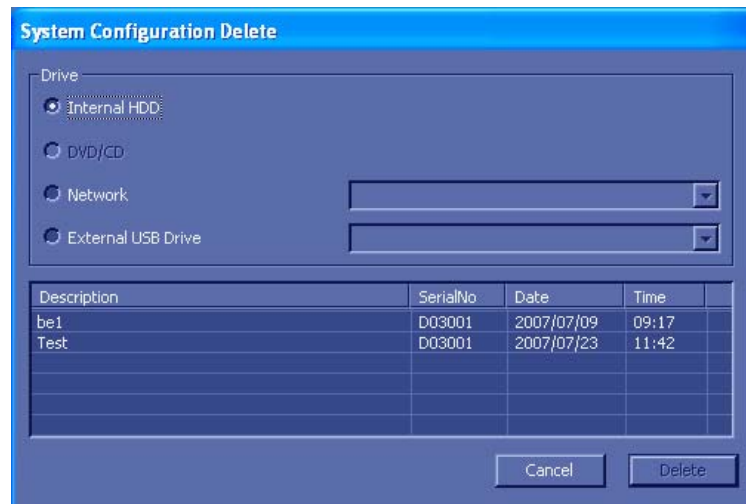 System Configuration Delete
Drive
Internal HDD
DVD/CD
Network
External USB Drive
Description SerialNo Date Time
be1 D03001 2007/07/09 09:17
Test D03001 2007/07/23 11:42
Cancel Delete